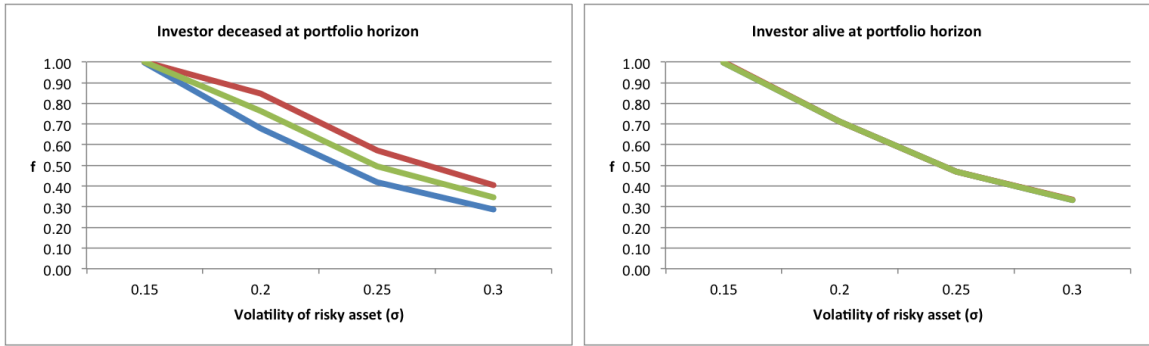 Investor deceased at portfolio horizon
1.00
0.90
0.80
0.70
0.60
f 0.50
0.40
0.30
0.20
0.10
0.00
0.15 0.2 0.25 0.3
Volatility of risky asset (σ)
Investor alive at portfolio horizon
1.00
0.90
0.80
0.70
0.60
f 0.50
0.40
0.30
0.20
0.10
0.00
0.15 0.2 0.25 0.3
Volatility of risky asset (σ)